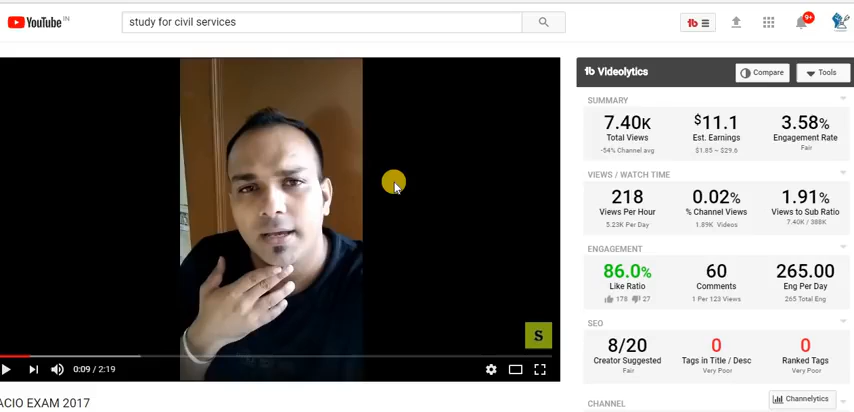 YouTube IN
study for civil services
tb
9+
tb Videolytics
Compare
Tools
SUMMARY
7.40K
$11.1
3.58%
Total Views
Est. Earnings
Engagement Rate
-54% Channel avg
$1.85 ~ $29.6
Fair
VIEWS / WATCH TIME
218
0.02%
1.91%
Views Per Hour
% Channel Views
Views to Sub Ratio
5.23K Per Day
1.89K Videos
7.40K / 388K
ENGAGEMENT
86.0%
60
265.00
Like Ratio
Comments
Eng Per Day
178 27
1 Per 123 Views
265 Total Eng
S
SEO
8/20
0
0
Creator Suggested
Tags in Title / Desc
Ranked Tags
Fair
Very Poor
Very Poor
0:09 / 2:19
ACIO EXAM 2017
CHANNEL
Channelytics